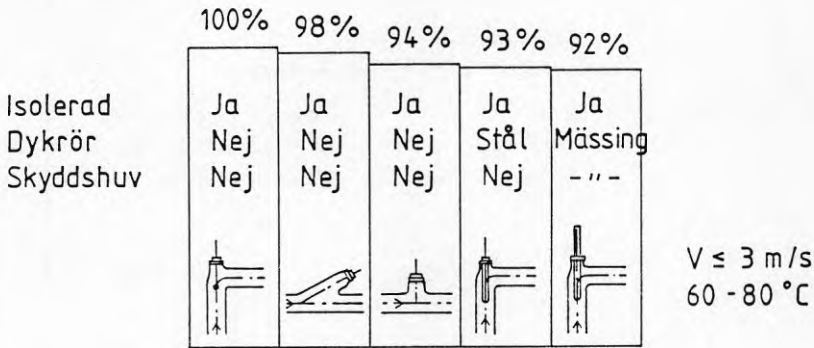 100% 98% 94% 93% 92%
Isolerad Ja Ja Ja Ja Ja
Dykrör Nej Nej Nej Stål Mässing
Skyddshuv Nej Nej Nej Nej -"-
V ≤ 3 m/s
60 - 80 °C